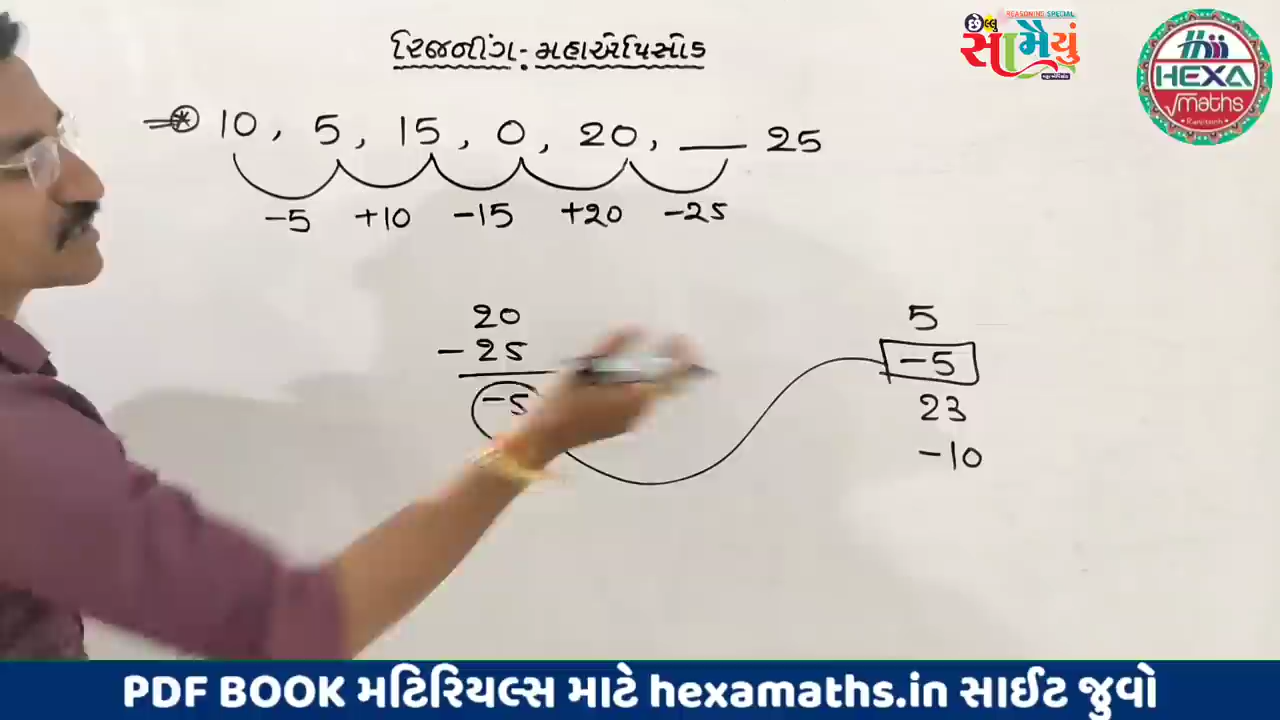 રિજનીંગ:મહાએપિસોડ
REASONING SPECIAL
છેલ્લુ
સામૈયું
HEXA
maths
10, 5, 15, 0, 20, ___ 25
-5 +10 -15 +20 -25
20
-25
-5
5
-5
23
-10
PDF BOOK મટિરિયલ્સ માટે hexamaths.in સાઈટ જુવો